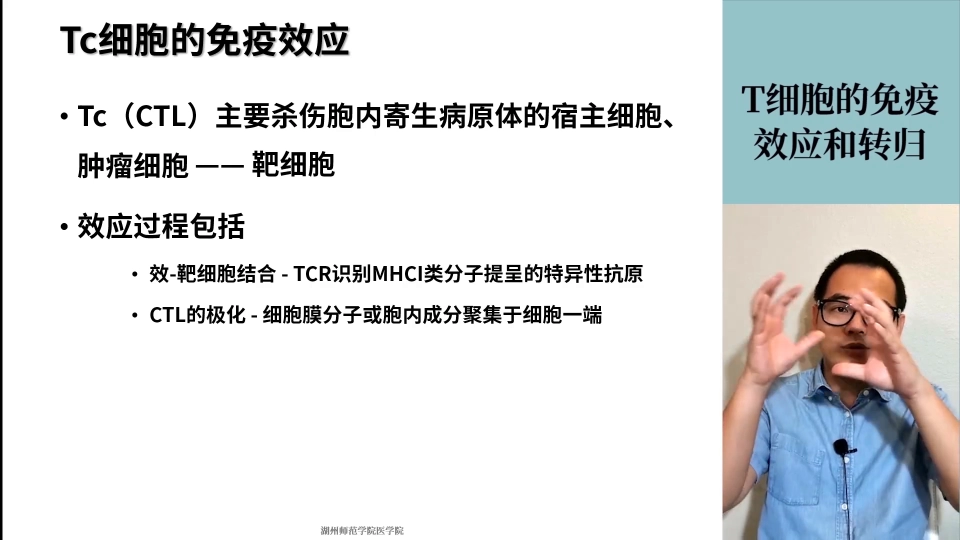 Tc细胞的免疫效应
• Tc（CTL）主要杀伤胞内寄生病原体的宿主细胞、
肿瘤细胞 —— 靶细胞
• 效应过程包括
• 效-靶细胞结合 - TCR识别MHCI类分子提呈的特异性抗原
• CTL的极化 - 细胞膜分子或胞内成分聚集于细胞一端
湖州师范学院医学院
T细胞的免疫
效应和转归